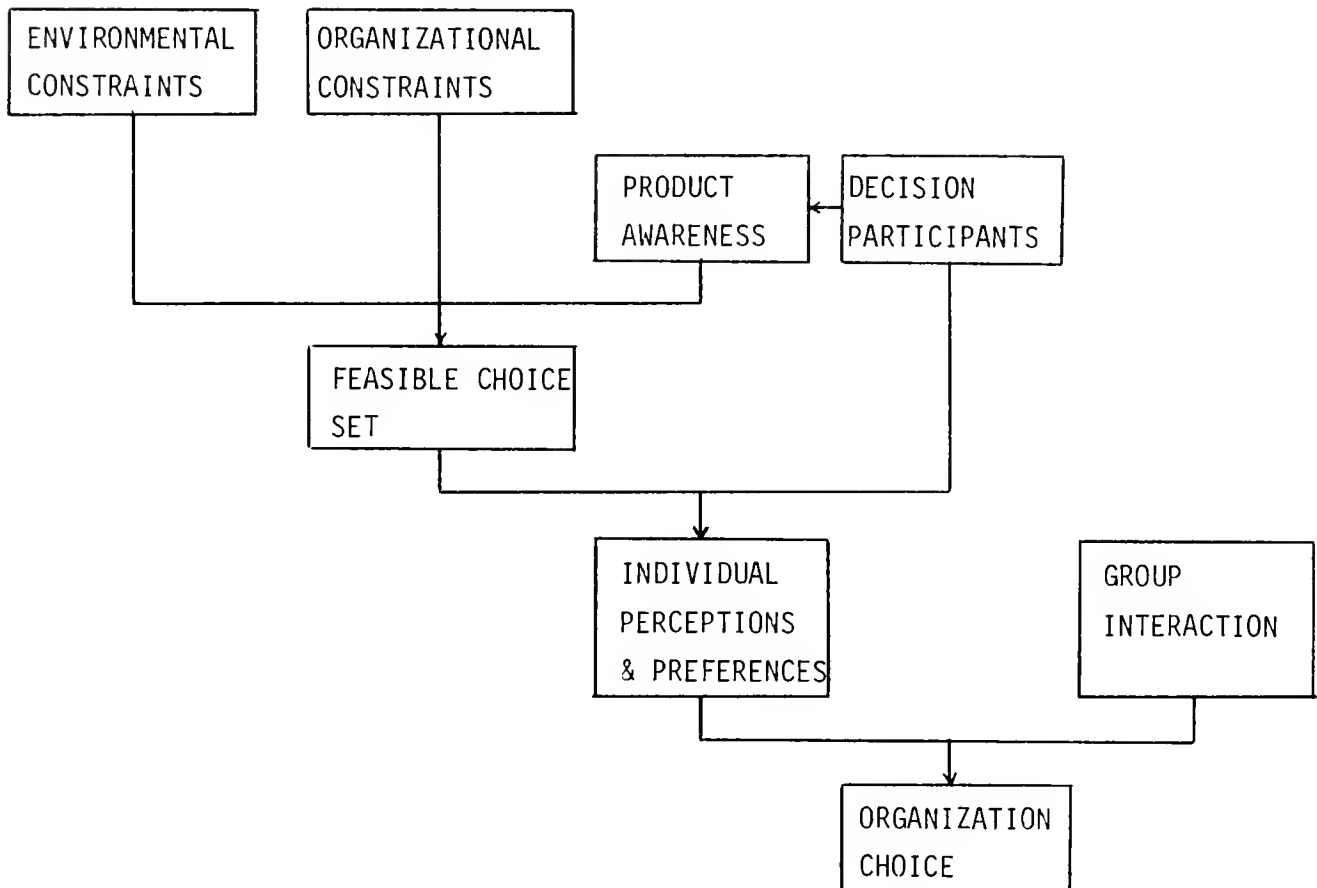 ENVIRONMENTAL
CONSTRAINTS
ORGANIZATIONAL
CONSTRAINTS
PRODUCT
AWARENESS
DECISION
PARTICIPANTS
FEASIBLE CHOICE
SET
INDIVIDUAL
PERCEPTIONS
& PREFERENCES
GROUP
INTERACTION
ORGANIZATION
CHOICE